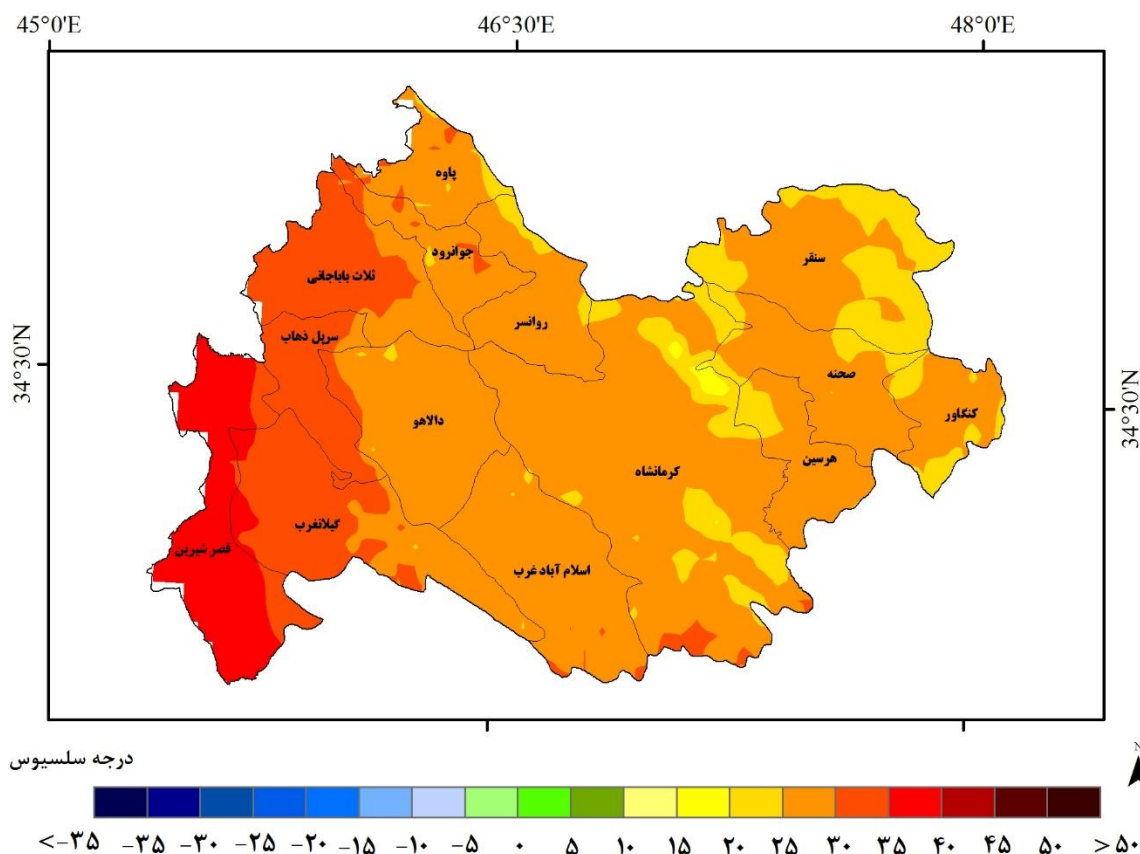 45°0'E 46°30'E 48°0'E
34°30'N
34°30'N
پاوه
جوانرود
ثلاث باباجانی
روانسر
سرپل ذهاب
سنقر
صحنه
کنگاور
دالاهو
کرمانشاه
هرسین
گیلانغرب
قصر شیرین
اسلام آباد غرب
درجه سلسیوس
N
<-۳۵ -۳۵ -۳۰ -۲۵ -۲۰ -۱۵ -۱۰ -۵ ۰ ۵ ۱۰ ۱۵ ۲۰ ۲۵ ۳۰ ۳۵ ۴۰ ۴۵ ۵۰ >۵۰